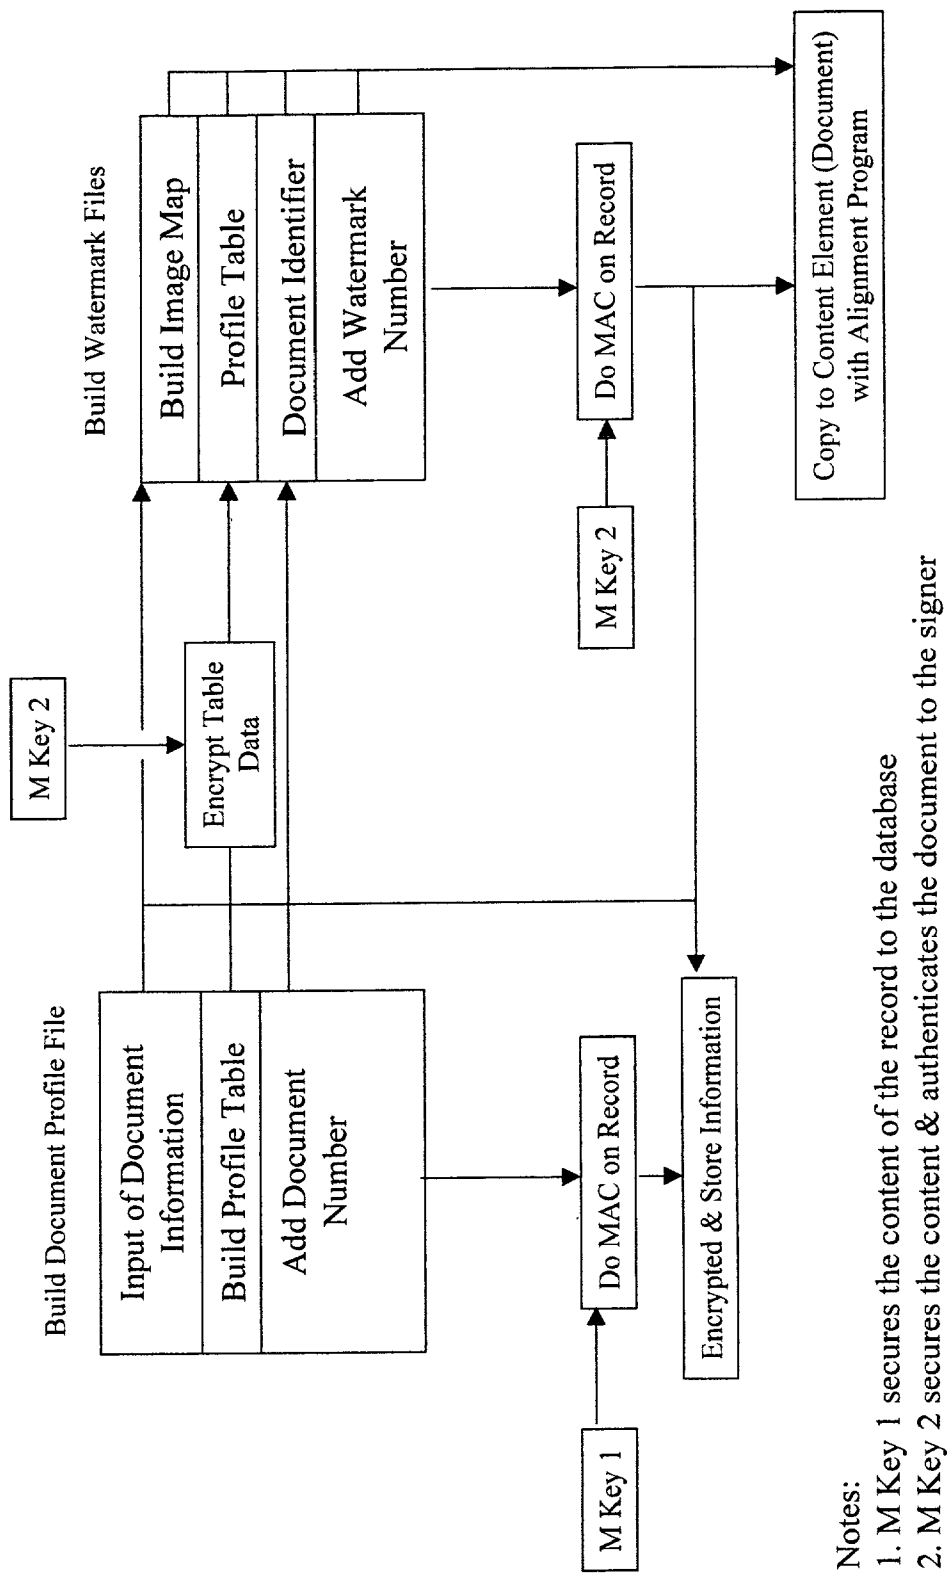 Build Document Profile File
Input of Document
Information
Build Profile Table
Add Document
Number
M Key 2
Encrypt Table
Data
Build Watermark Files
Build Image Map
Profile Table
Document Identifier
Add Watermark
Number
M Key 1
Do MAC on Record
Encrypted & Store Information
M Key 2
Do MAC on Record
Copy to Content Element (Document)
with Alignment Program
Notes:
1. M Key 1 secures the content of the record to the database
2. M Key 2 secures the content & authenticates the document to the signer